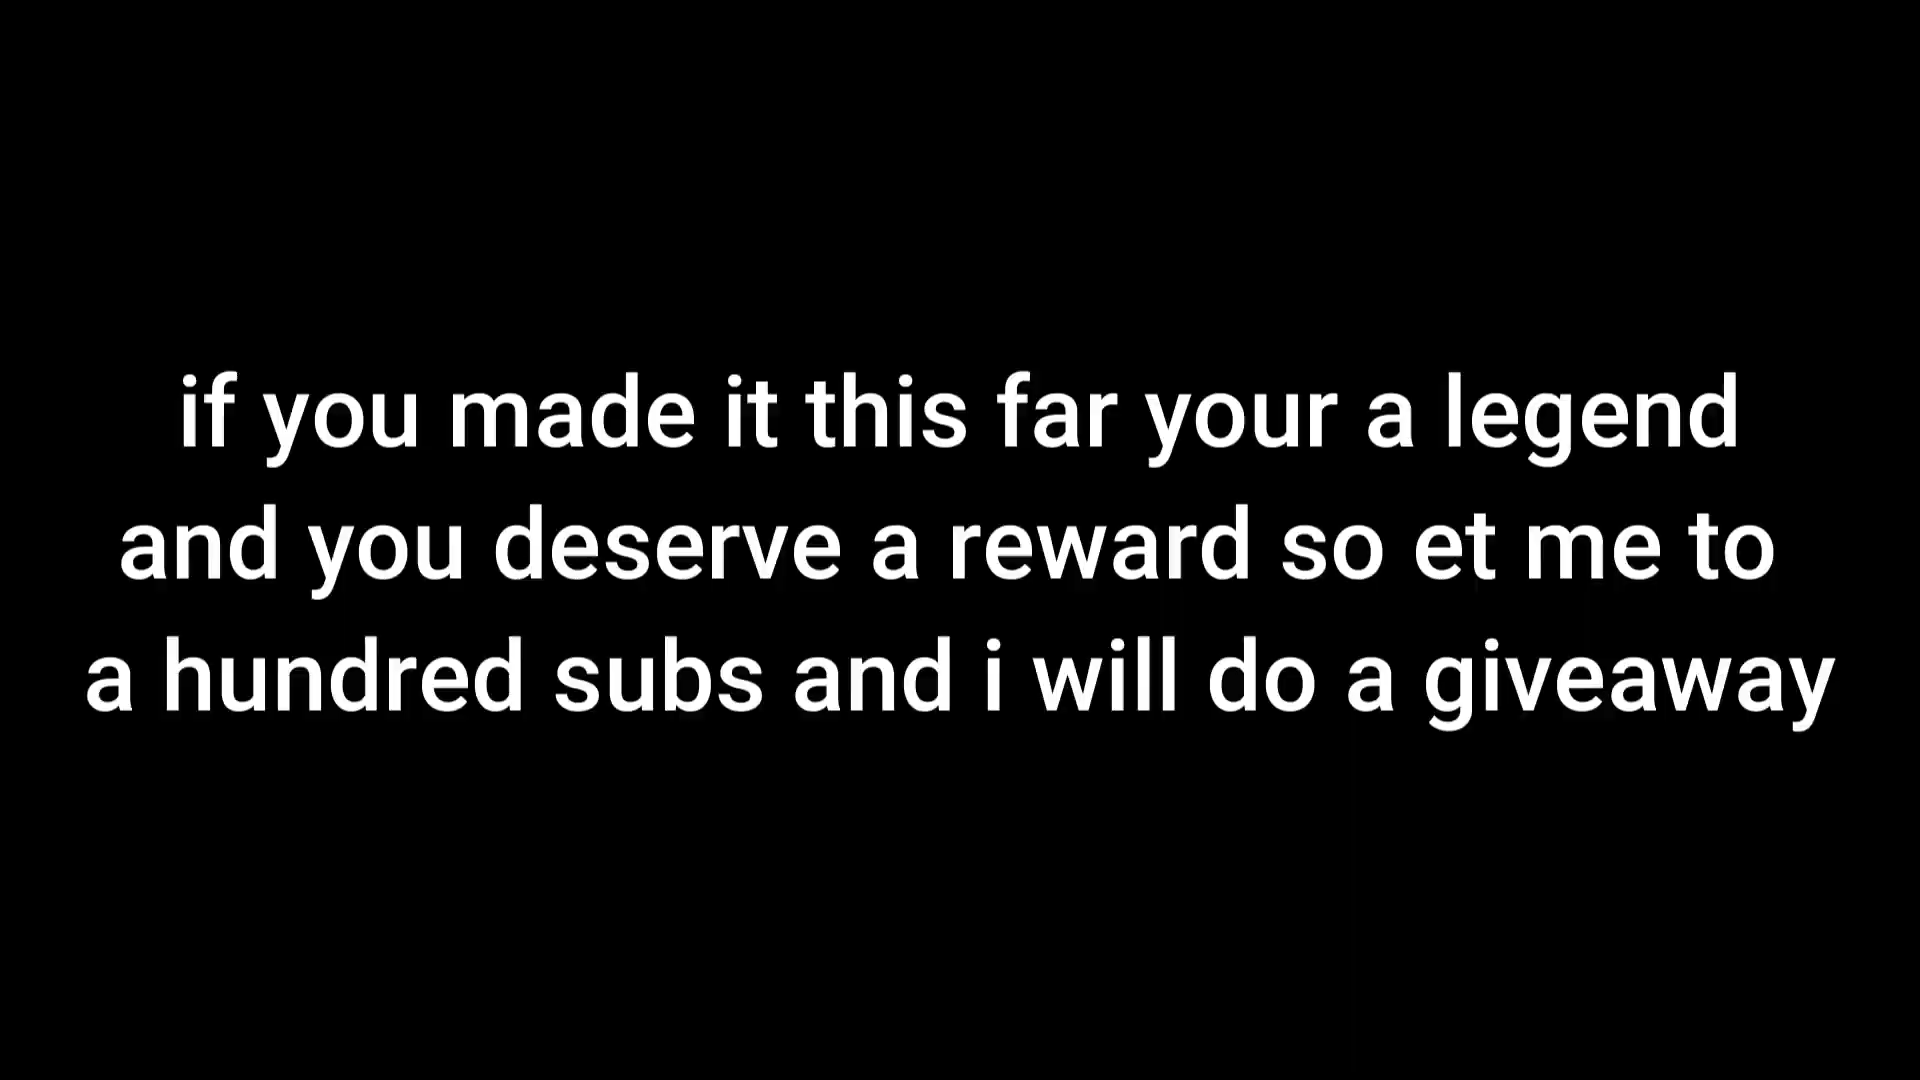 if you made it this far your a legend
and you deserve a reward so et me to
a hundred subs and i will do a giveaway